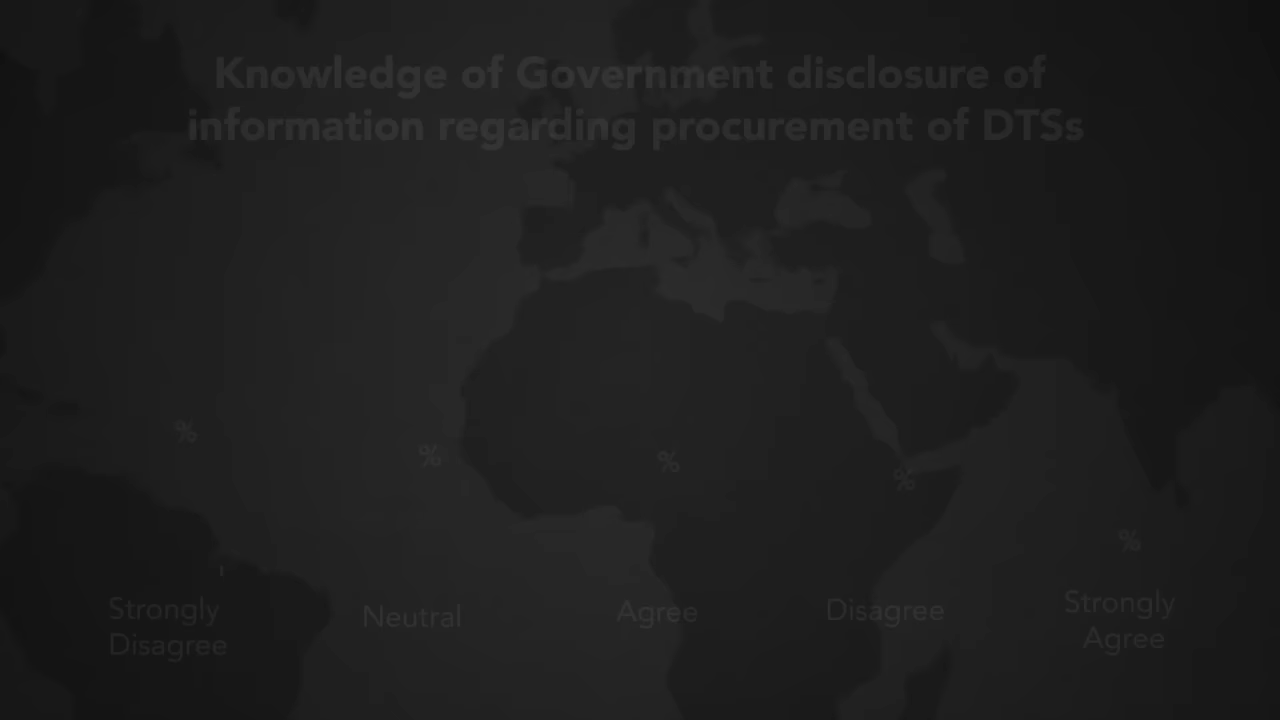 Knowledge of Government disclosure of
information regarding procurement of DTSs
%
%
%
%
%
Strongly
Disagree
Neutral
Agree
Disagree
Strongly
Agree